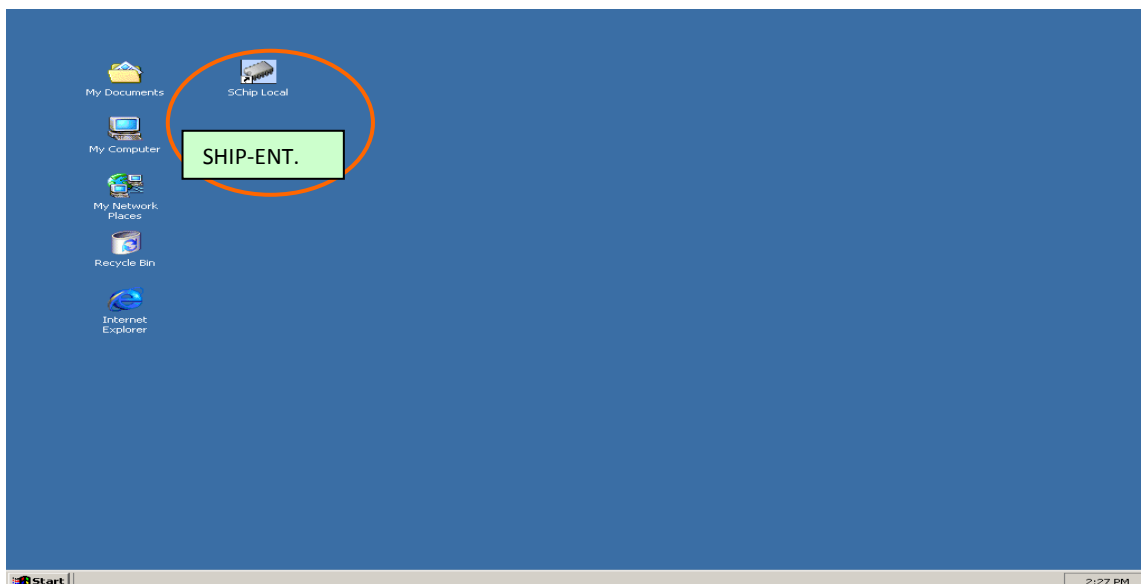 My Documents
SChip Local
My Computer
SHIP-ENT.
My Network
Places
Recycle Bin
Internet
Explorer
Start
2:27 PM